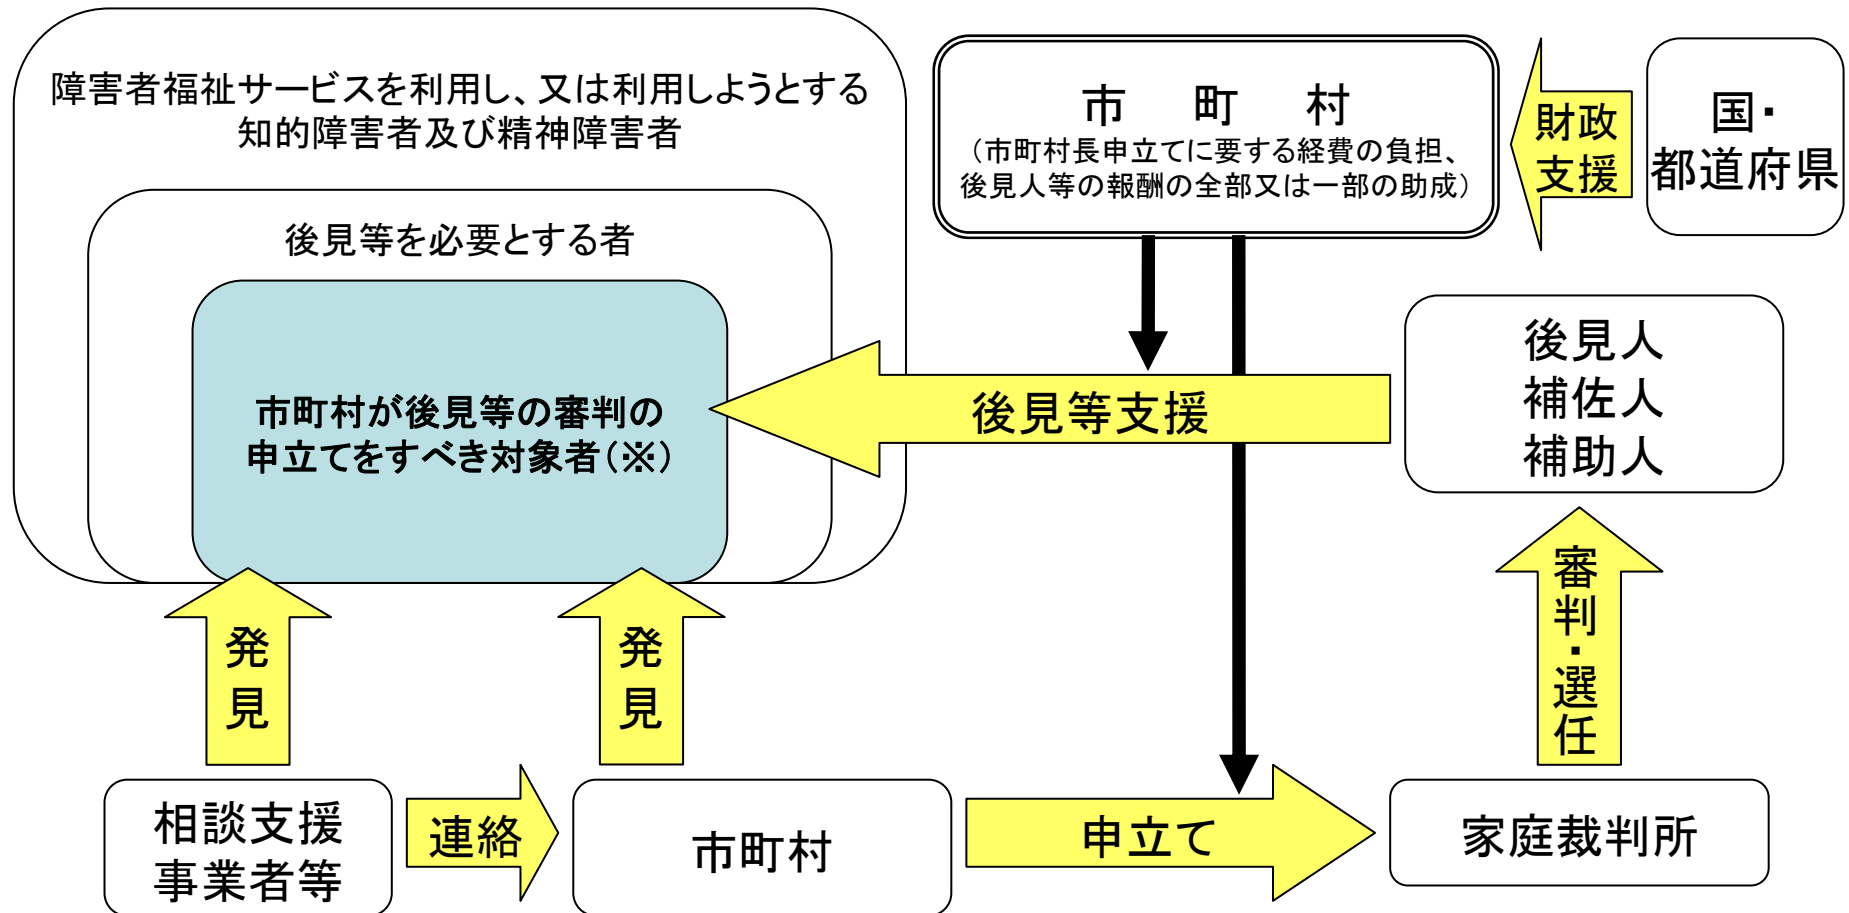 障害者福祉サービスを利用し、又は利用しようとする
知的障害者及び精神障害者
後見等を必要とする者
市町村が後見等の審判の
申立てをすべき対象者(※)
市 町 村
(市町村長申立てに要する経費の負担、
後見人等の報酬の全部又は一部の助成)
財政
支援
国・
都道府県
後見等支援
後見人
補佐人
補助人
発見
発見
審判・選任
相談支援
事業者等
連絡
市町村
申立て
家庭裁判所